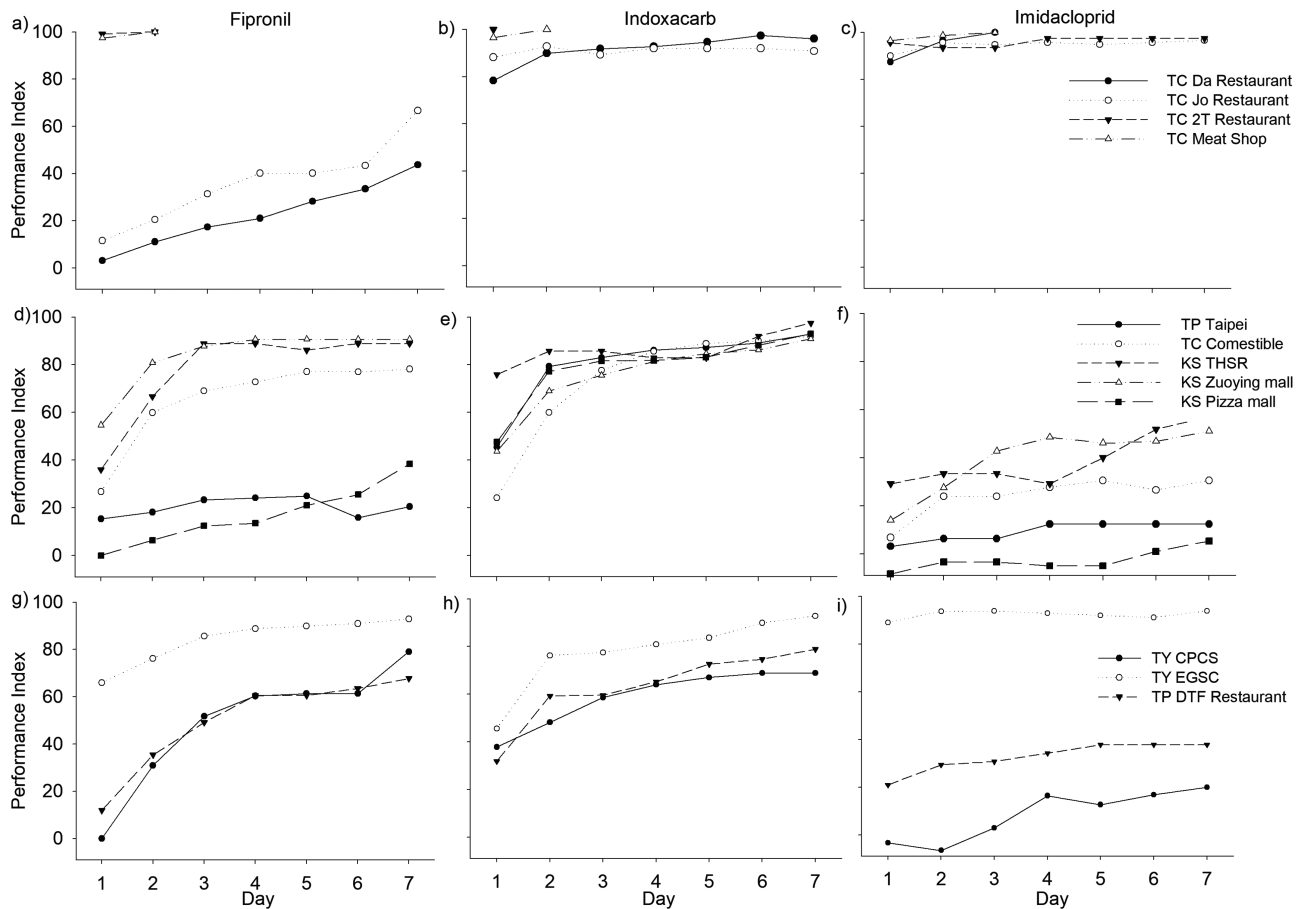 Fipronil
Indoxacarb
Imidacloprid
a)
b)
c)
100
80
60
40
20
0
Performance Index
TC Da Restaurant
TC Jo Restaurant
TC 2T Restaurant
TC Meat Shop
d)
e)
f)
100
80
60
40
20
0
Performance Index
TP Taipei
TC Comestible
KS THSR
KS Zuoying mall
KS Pizza mall
g)
h)
i)
100
80
60
40
20
0
Performance Index
TY CPCS
TY EGSC
TP DTF Restaurant
1 2 3 4 5 6 7
1 2 3 4 5 6 7
1 2 3 4 5 6 7
Day
Day
Day